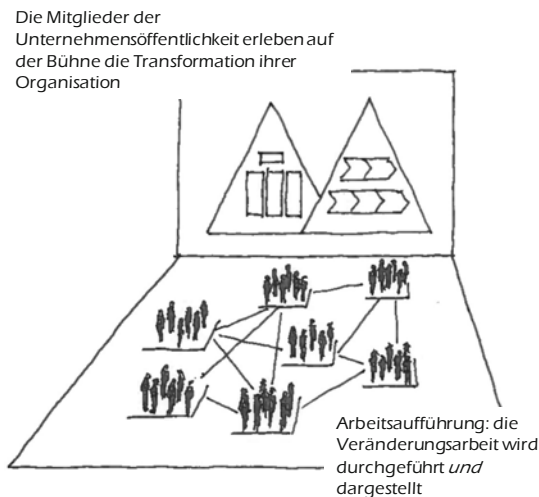 Die Mitglieder der
Unternehmensöffentlichkeit erleben auf
der Bühne die Transformation ihrer
Organisation
Arbeitsaufführung: die
Veränderungsarbeit wird
durchgeführt und
dargestellt